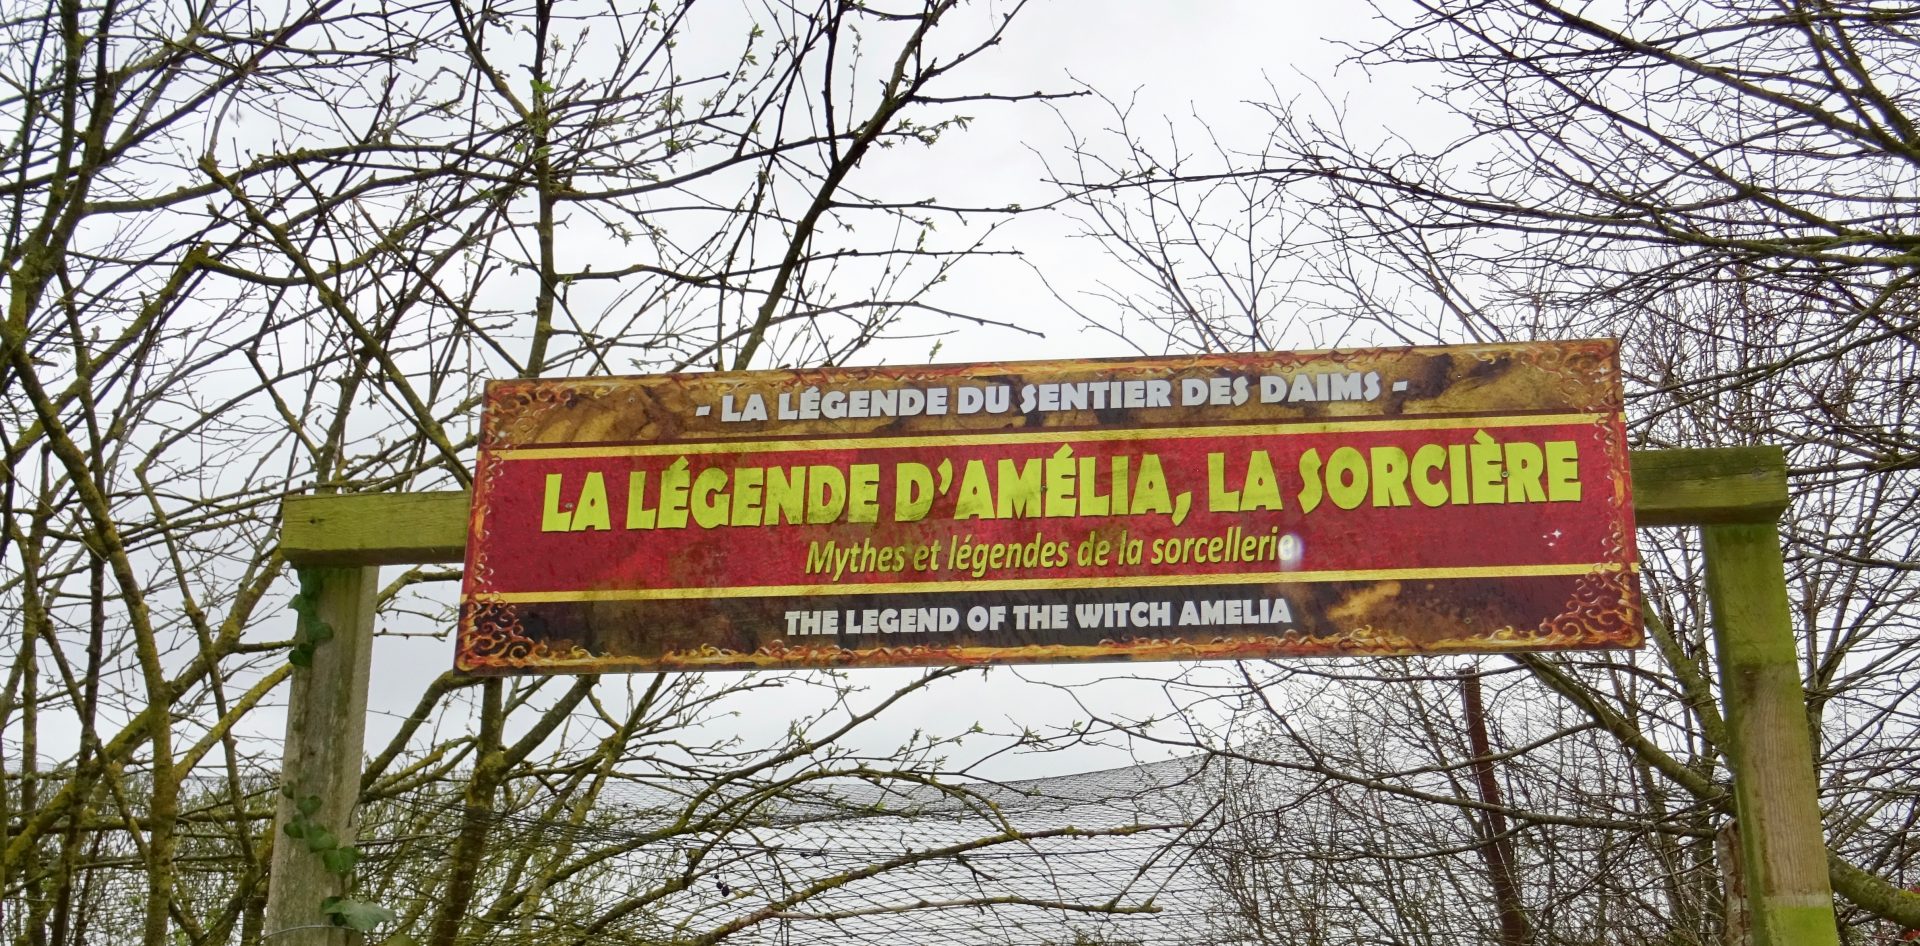 - LA LÉGENDE DU SENTIER DES DAIMS -
LA LÉGENDE D'AMÉLIA, LA SORCIÈRE
Mythes et légendes de la sorcellerie
THE LEGEND OF THE WITCH AMELIA